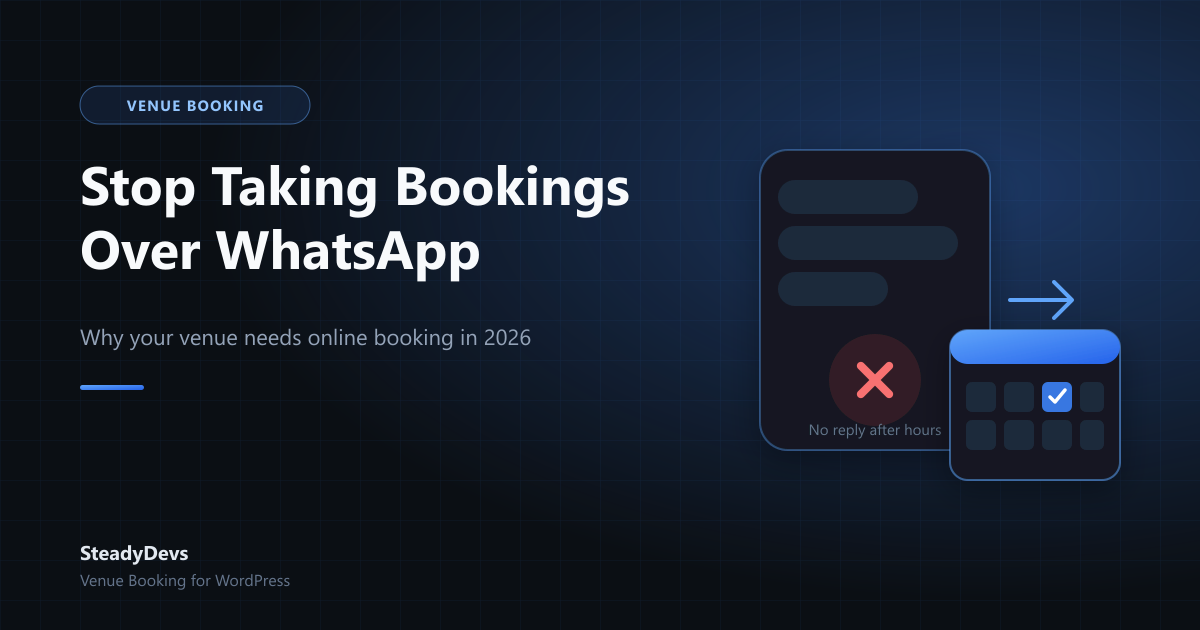 VENUE BOOKING
Stop Taking Bookings
Over WhatsApp
Why your venue needs online booking in 2026
No reply after hours
SteadyDevs
Venue Booking for WordPress